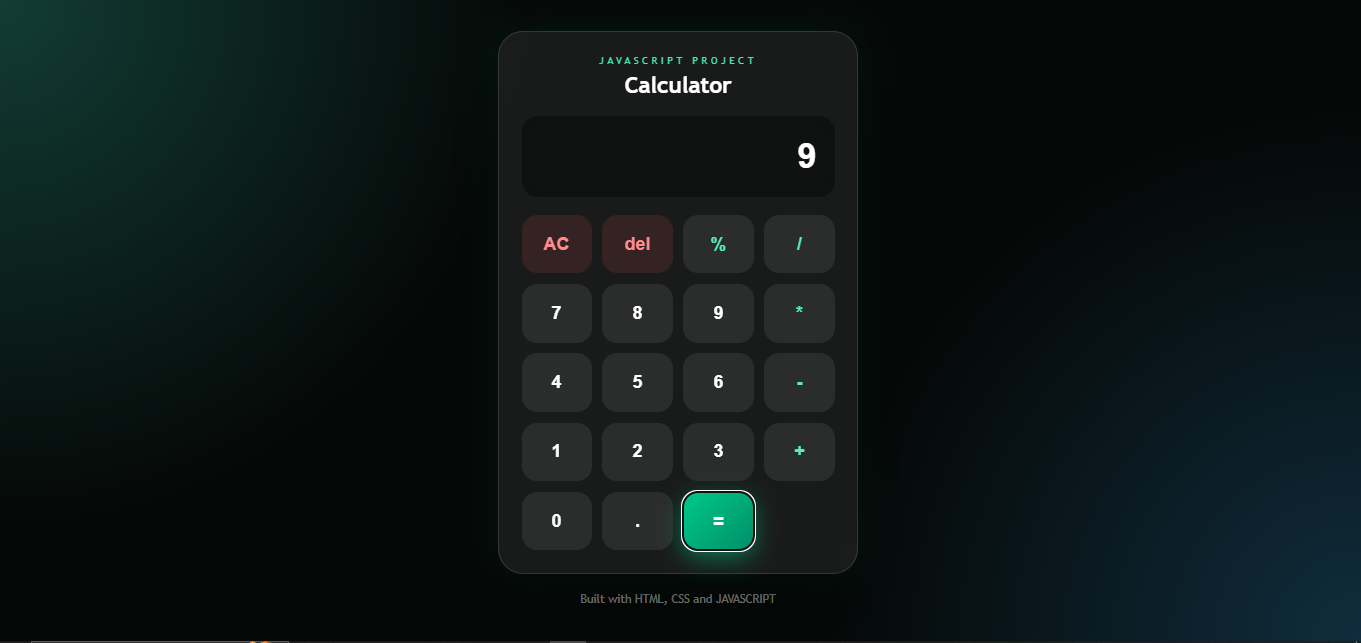 JAVASCRIPT PROJECT
Calculator
9
AC del % /
7 8 9 *
4 5 6 -
1 2 3 +
0 . =
Built with HTML, CSS and JAVASCRIPT